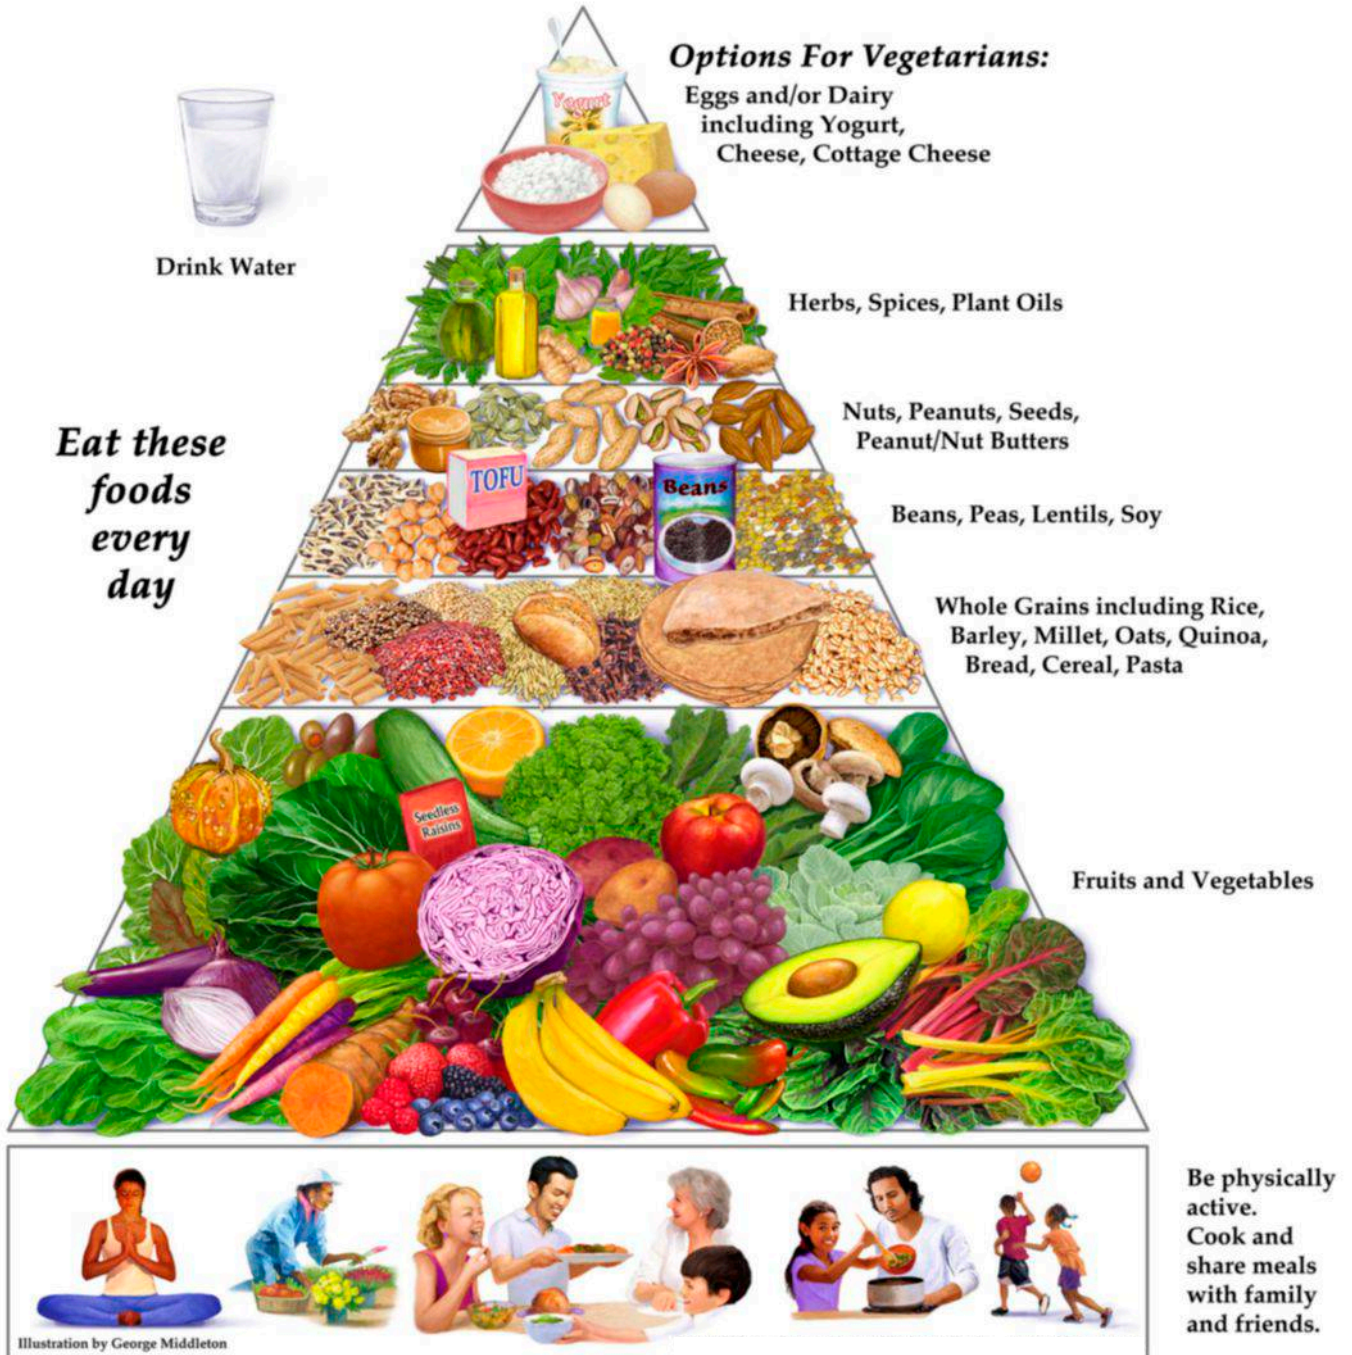 Options For Vegetarians:
Eggs and/or Dairy
including Yogurt,
Cheese, Cottage Cheese
Yogurt
Drink Water
Herbs, Spices, Plant Oils
Eat these
foods
every
day
Nuts, Peanuts, Seeds,
Peanut/Nut Butters
TOFU
Beans
Beans, Peas, Lentils, Soy
Whole Grains including Rice,
Barley, Millet, Oats, Quinoa,
Bread, Cereal, Pasta
Seedless
Raisins
Fruits and Vegetables
Be physically
active.
Cook and
share meals
with family
and friends.
Illustration by George Middleton